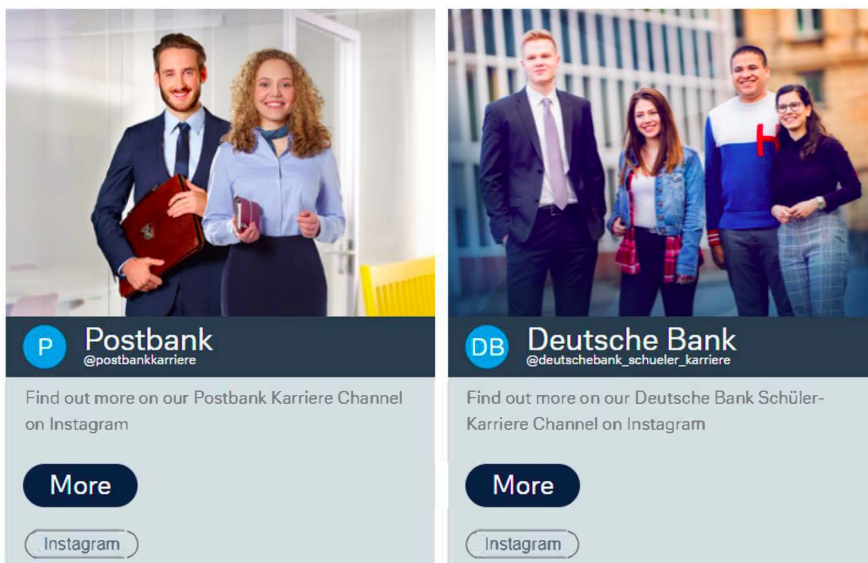 P
Postbank
@postbankkarriere
Find out more on our Postbank Karriere Channel
on Instagram
More
Instagram
H
DB
Deutsche Bank
@deutschebank_schueler_karriere
Find out more on our Deutsche Bank Schüler-
Karriere Channel on Instagram
More
Instagram